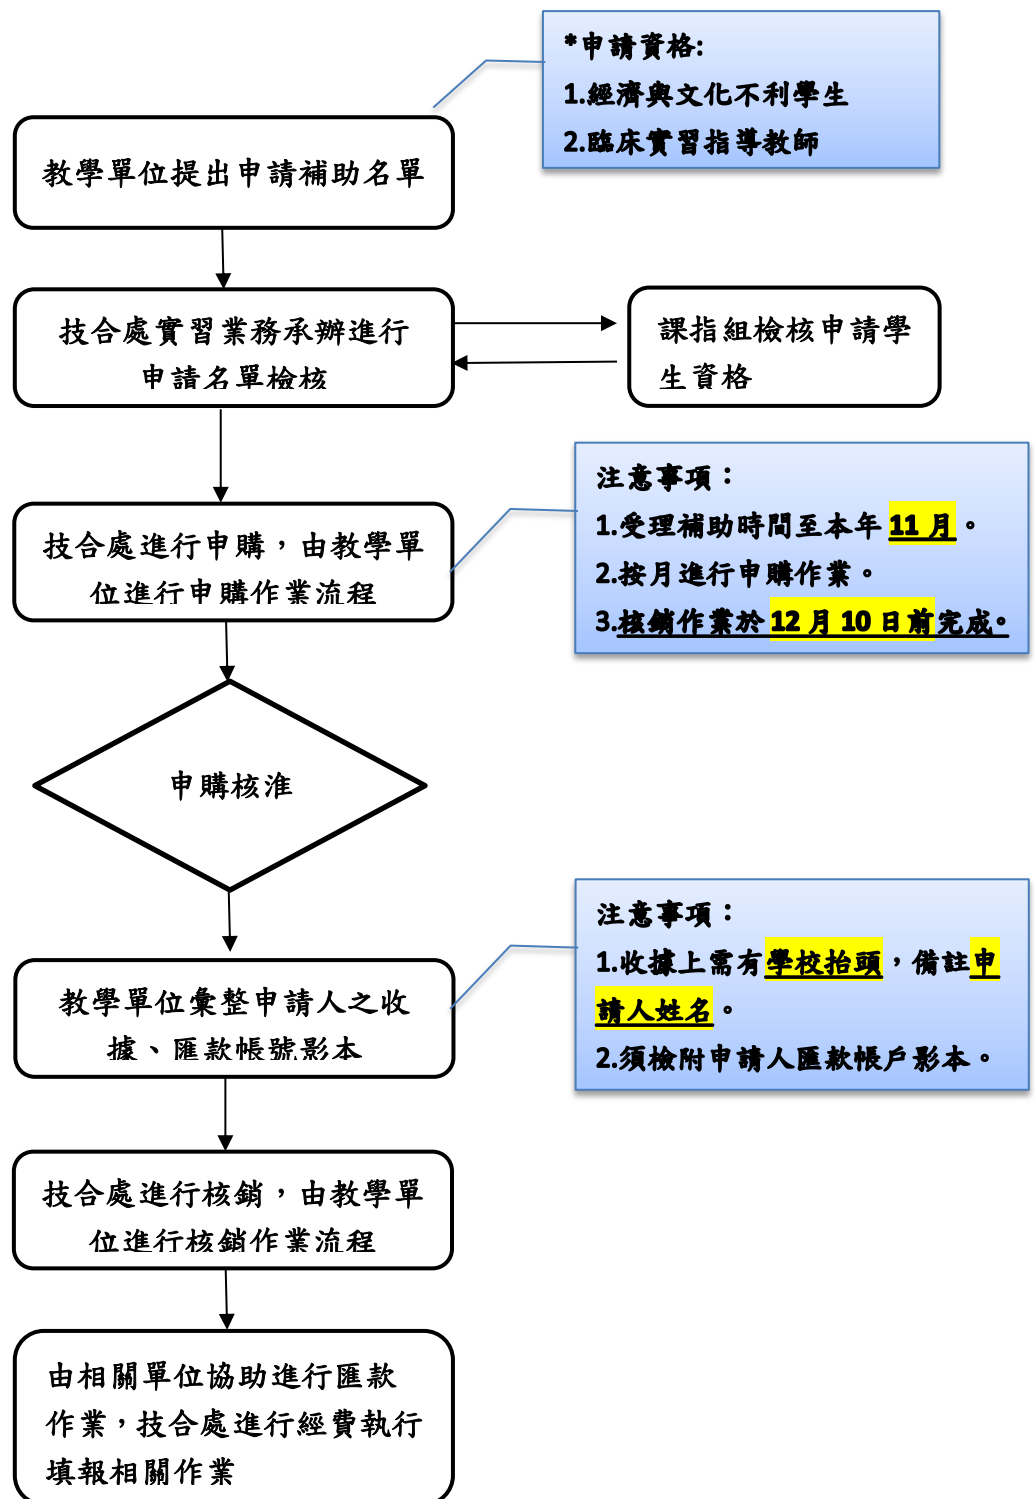 *申請資格:
1.經濟與文化不利學生
2.臨床實習指導教師
教學單位提出申請補助名單
技合處實習業務承辦進行
申請名單檢核
課指組檢核申請學
生資格
注意事項：
1.受理補助時間至本年 11 月。
2.按月進行申購作業。
3.核銷作業於 12 月 10 日前完成。
技合處進行申購，由教學單
位進行申購作業流程
申購核准
注意事項：
1.收據上需有學校抬頭，備註申
請人姓名。
2.須檢附申請人匯款帳戶影本。
教學單位彙整申請人之收
據、匯款帳號影本
技合處進行核銷，由教學單
位進行核銷作業流程
由相關單位協助進行匯款
作業，技合處進行經費執行
填報相關作業